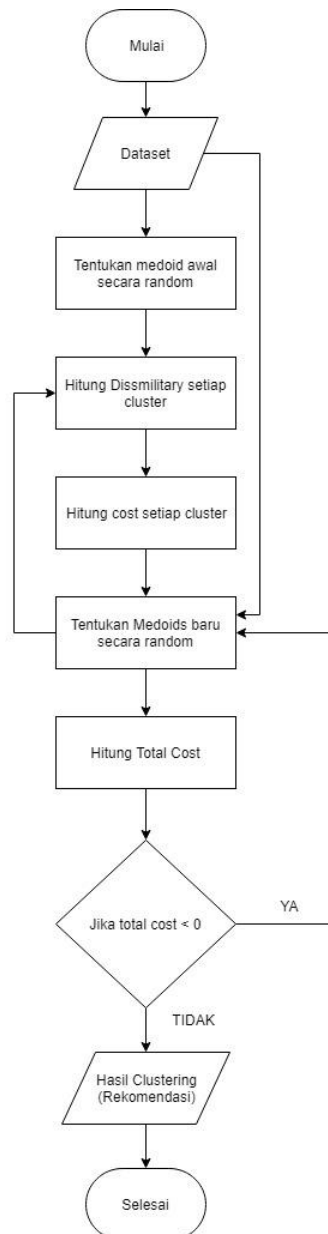 Mulai
Dataset
Tentukan medoid awal
secara random
Hitung Dissmilitary setiap
cluster
Hitung cost setiap cluster
Tentukan Medoids baru
secara random
Hitung Total Cost
Jika total cost < 0
YA
TIDAK
Hasil Clustering
(Rekomendasi)
Selesai